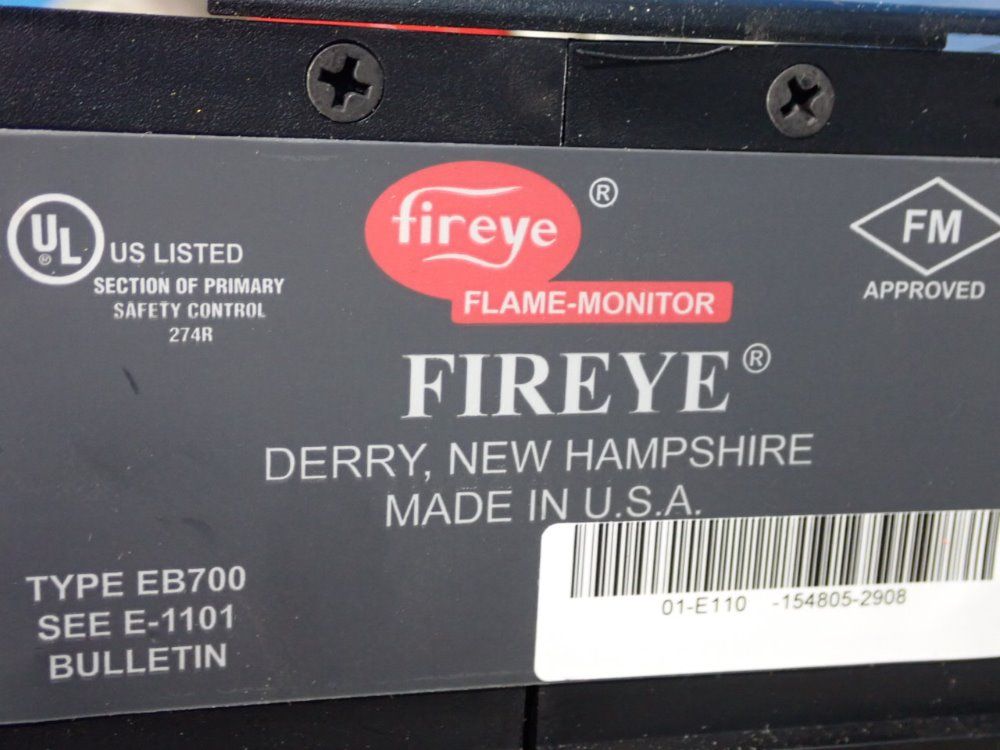 UL
®
US LISTED
SECTION OF PRIMARY
SAFETY CONTROL
274R
fireye
®
FLAME-MONITOR
FM
APPROVED
FIREYE®
DERRY, NEW HAMPSHIRE
MADE IN U.S.A.
TYPE EB700
SEE E-1101
BULLETIN
01-E110 -154805-2908